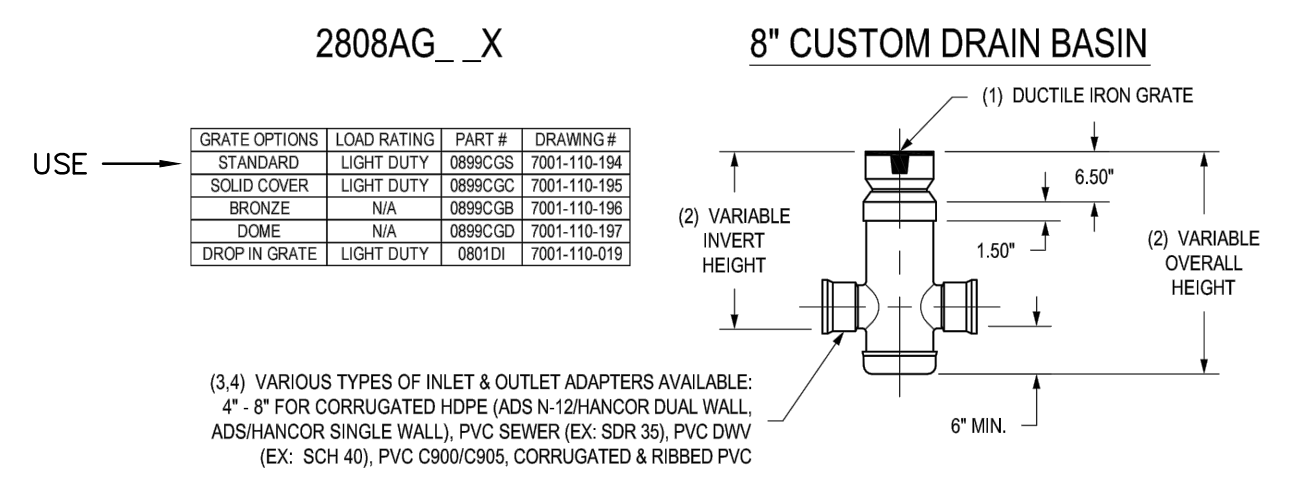 2808AG_ _X
8" CUSTOM DRAIN BASIN
(1) DUCTILE IRON GRATE
USE
GRATE OPTIONS LOAD RATING PART # DRAWING #
STANDARD LIGHT DUTY 0899CGS 7001-110-194
SOLID COVER LIGHT DUTY 0899CGC 7001-110-195
BRONZE N/A 0899CGB 7001-110-196
DOME N/A 0899CGD 7001-110-197
DROP IN GRATE LIGHT DUTY 0801DI 7001-110-019
6.50"
(2) VARIABLE
INVERT
HEIGHT
1.50"
(2) VARIABLE
OVERALL
HEIGHT
(3,4) VARIOUS TYPES OF INLET & OUTLET ADAPTERS AVAILABLE:
4" - 8" FOR CORRUGATED HDPE (ADS N-12/HANCOR DUAL WALL,
ADS/HANCOR SINGLE WALL), PVC SEWER (EX: SDR 35), PVC DWV
(EX: SCH 40), PVC C900/C905, CORRUGATED & RIBBED PVC
6" MIN.